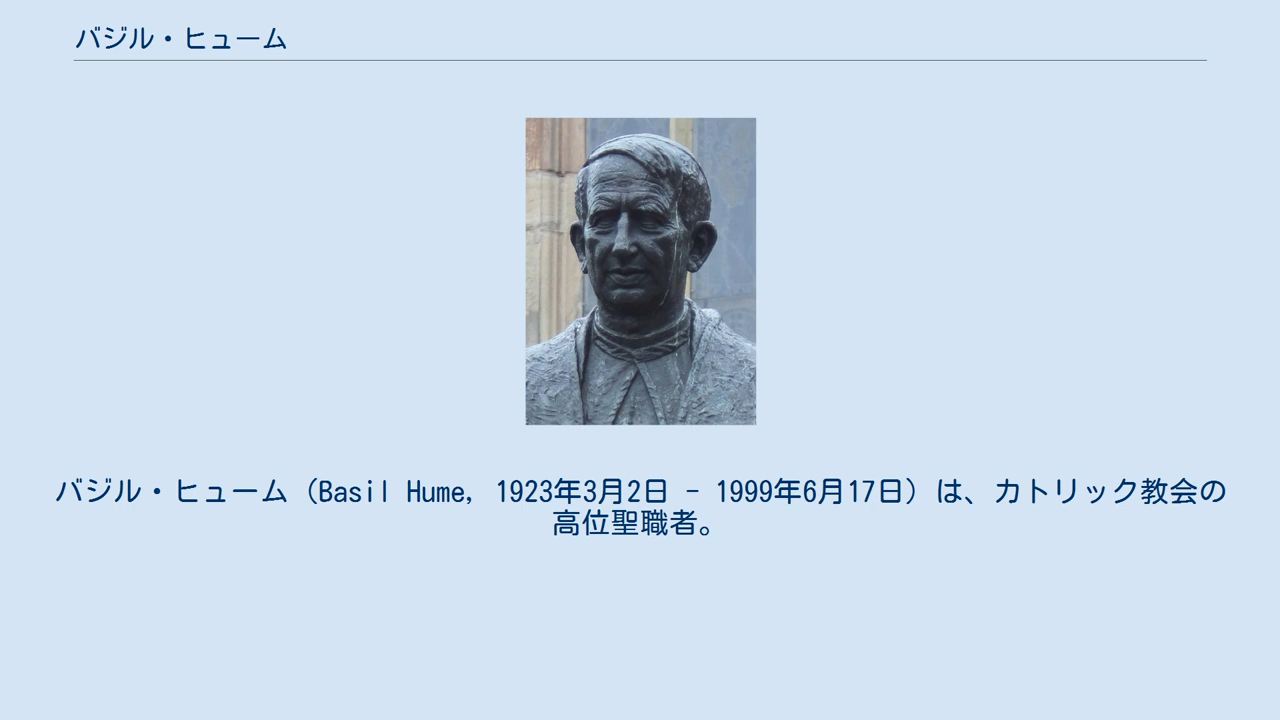 バジル・ヒューム
バジル・ヒューム（Basil Hume, 1923年3月2日 - 1999年6月17日）は、カトリック教会の
高位聖職者。